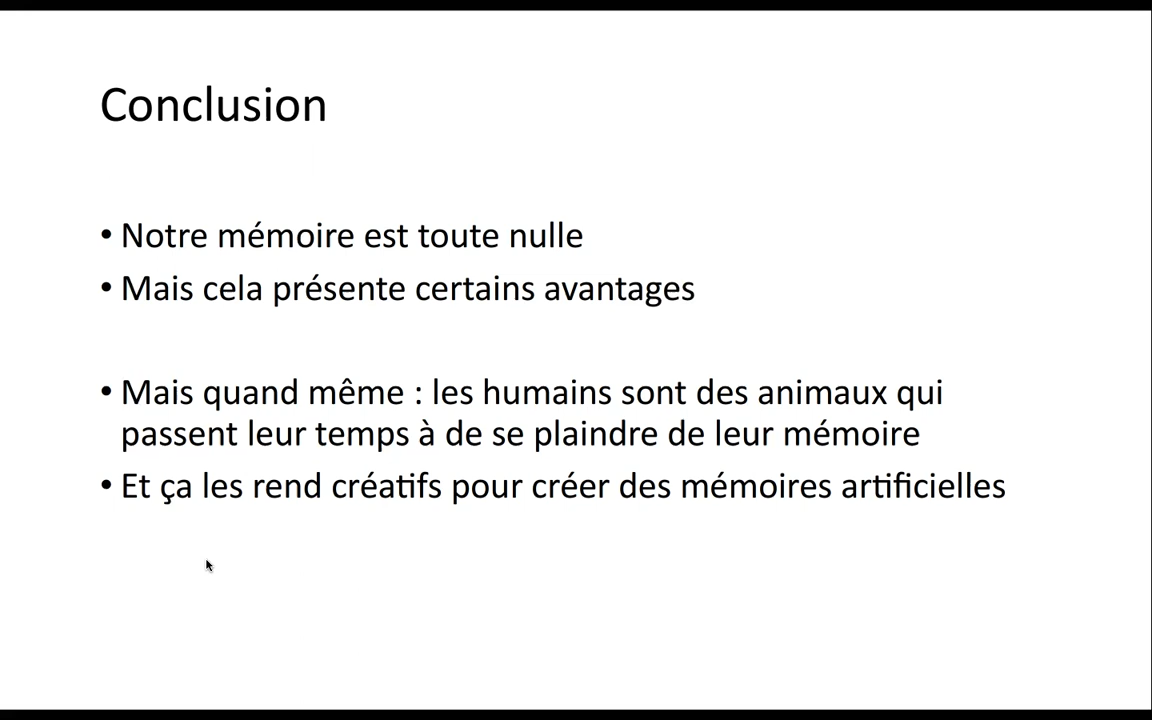 Conclusion
• Notre mémoire est toute nulle
• Mais cela présente certains avantages
• Mais quand même : les humains sont des animaux qui
passent leur temps à de se plaindre de leur mémoire
• Et ça les rend créatifs pour créer des mémoires artificielles